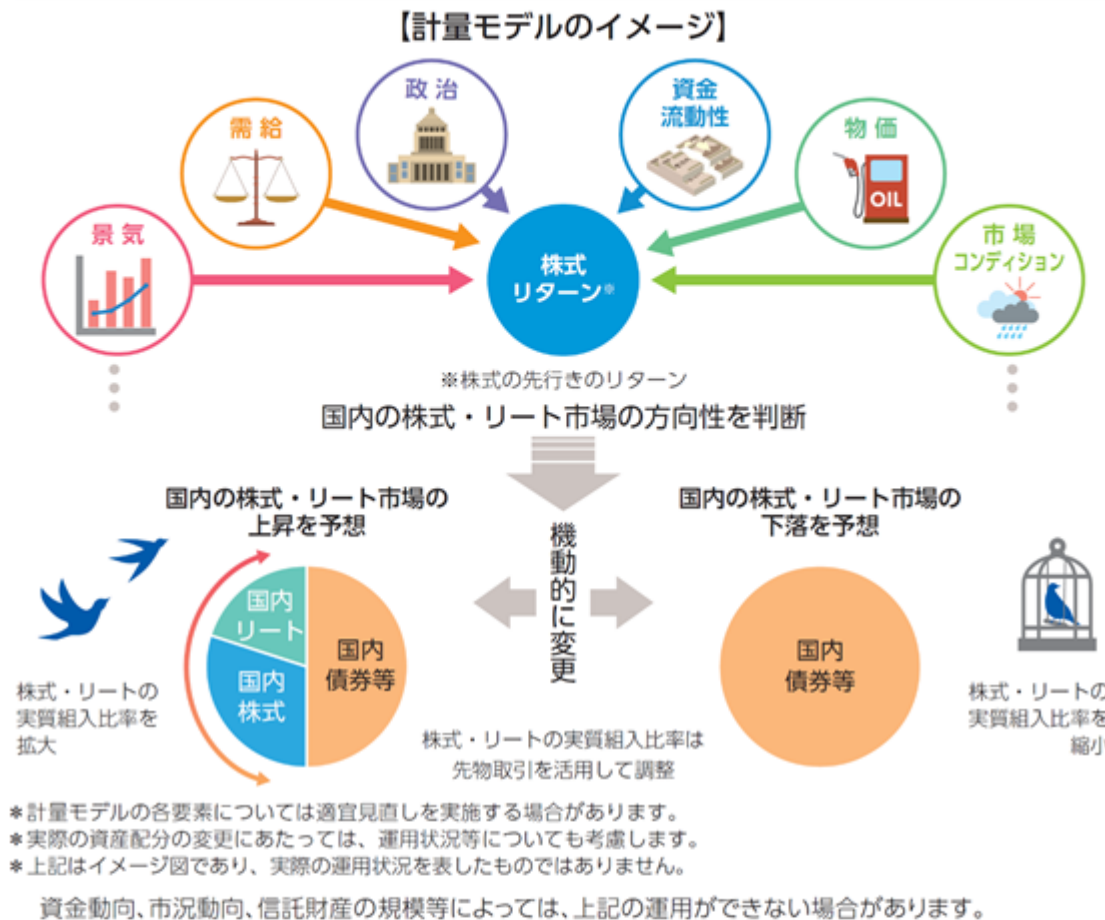 【計量モデルのイメージ】
政治
資金
流動性
需給
物価
OIL
景気
市場
コンディション
株式
リターン※
※株式の先行きのリターン
国内の株式・リート市場の方向性を判断
国内の株式・リート市場の
上昇を予想
国内の株式・リート市場の
下落を予想
機動的に変更
国内
リート
国内
株式
国内
債券等
国内
債券等
株式・リートの
実質組入比率を
拡大
株式・リートの実質組入比率は
先物取引を活用して調整
株式・リートの
実質組入比率を
縮小
＊計量モデルの各要素については適宜見直しを実施する場合があります。
＊実際の資産配分の変更にあたっては、運用状況等についても考慮します。
＊上記はイメージ図であり、実際の運用状況を表したものではありません。
資金動向、市況動向、信託財産の規模等によっては、上記の運用ができない場合があります。